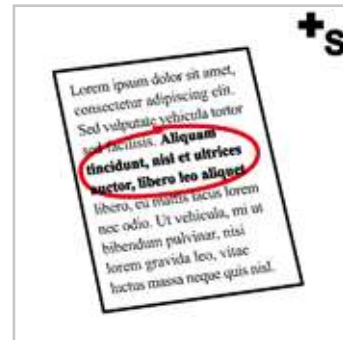 +s
Lorem ipsum dolor sit amet,
consectetur adipiscing elit.
Sed vulputate vehicula tortor
sed facilisis. Aliquam
tincidunt, nisl et ultrices
auctor, libero leo aliquet
libero, eu mattis lacus lorem
nec odio. Ut vehicula, mi ut
bibendum pulvinar, nisi
lorem gravida leo, vitae
luctus massa neque quis nisl.